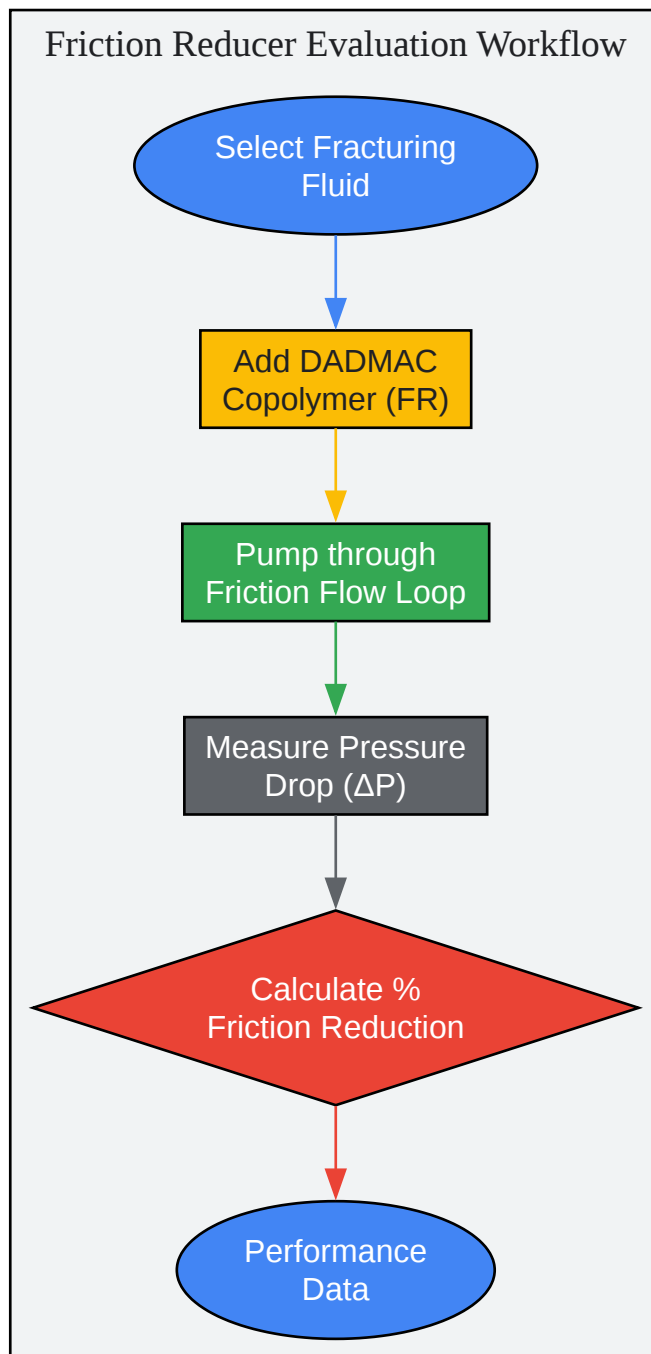 Friction Reducer Evaluation Workflow
Select Fracturing
Fluid
Add DADMAC
Copolymer (FR)
Pump through
Friction Flow Loop
Measure Pressure
Drop (ΔP)
Calculate %
Friction Reduction
Performance
Data